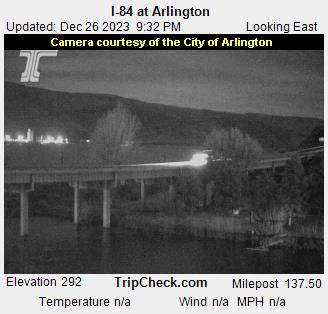 I-84 at Arlington
Updated: Dec 26 2023 9:32 PM Looking East
Camera courtesy of the City of Arlington
Elevation 292 TripCheck.com Milepost 137.50
Temperature n/a Wind n/a MPH n/a